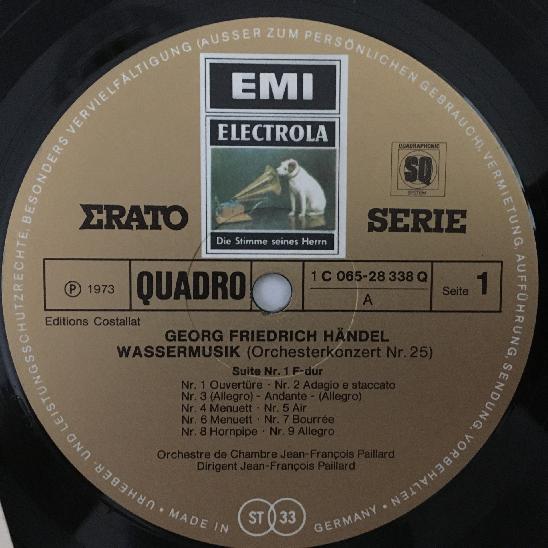 URHEBER- UND LEISTUNGSSCHUTZRECHTE, BESONDERS VERVIELFÄLTIGUNG (AUSSER ZUM PERSÖNLICHEN GEBRAUCH), VERMIETUNG, AUFFÜHRUNG, SENDUNG, VORBEHALTEN
EMI
ELECTROLA
Die Stimme seines Herrn
QUADRAPHONIC
SQ
SYSTEM
ΣRATO SERIE
Ⓟ 1973 QUADRO 1 C 065-28 338 Q
A
Seite 1
Editions Costallat
GEORG FRIEDRICH HÄNDEL
WASSERMUSIK (Orchesterkonzert Nr. 25)
Suite Nr. 1 F-dur
Nr. 1 Ouvertüre · Nr. 2 Adagio e staccato
Nr. 3 (Allegro) - Andante - (Allegro)
Nr. 4 Menuett · Nr. 5 Air
Nr. 6 Menuett · Nr. 7 Bourrée
Nr. 8 Hornpipe · Nr. 9 Allegro
Orchestre de Chambre Jean-François Paillard
Dirigent Jean-François Paillard
MADE IN ST 33 GERMANY